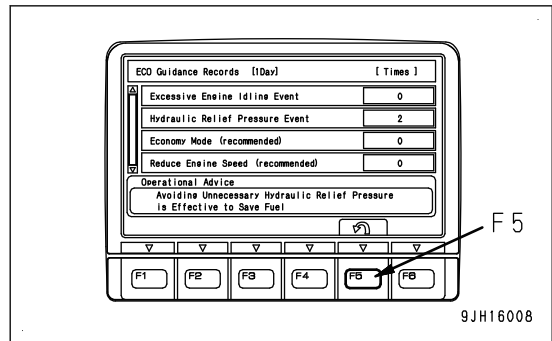 ECO Guidance Records [1Day] [ Times ]
Excessive Engine Idling Event 0
Hydraulic Relief Pressure Event 2
Economy Mode (recommended) 0
Reduce Engine Speed (recommended) 0
Operational Advice
Avoiding Unnecessary Hydraulic Relief Pressure
is Effective to Save Fuel
F5
F1 F2 F3 F4 F5 F6
9JH16008